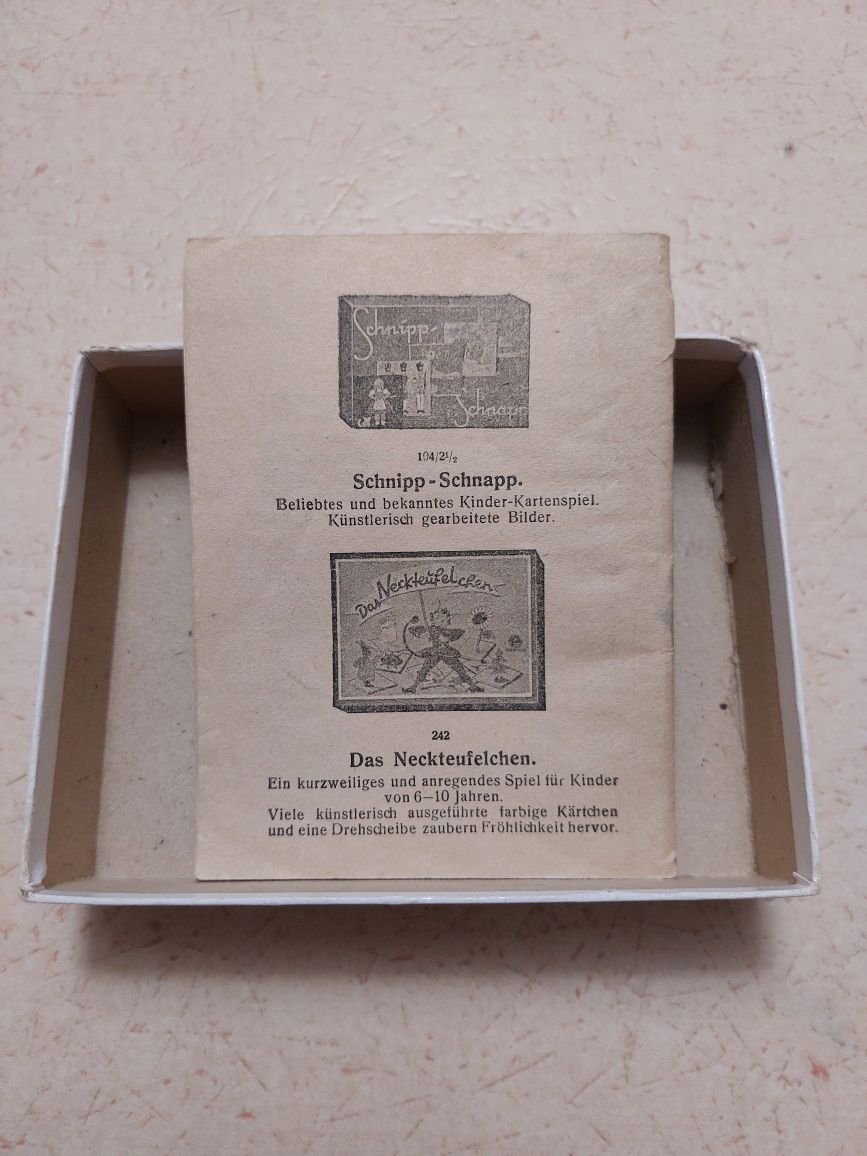 Schnipp-
Schnapp
104/2½
Schnipp-Schnapp.
Beliebtes und bekanntes Kinder-Kartenspiel.
Künstlerisch gearbeitete Bilder.
Das Neckteufelchen
242
Das Neckteufelchen.
Ein kurzweiliges und anregendes Spiel für Kinder
von 6—10 Jahren.
Viele künstlerisch ausgeführte farbige Kärtchen
und eine Drehscheibe zaubern Fröhlichkeit hervor.